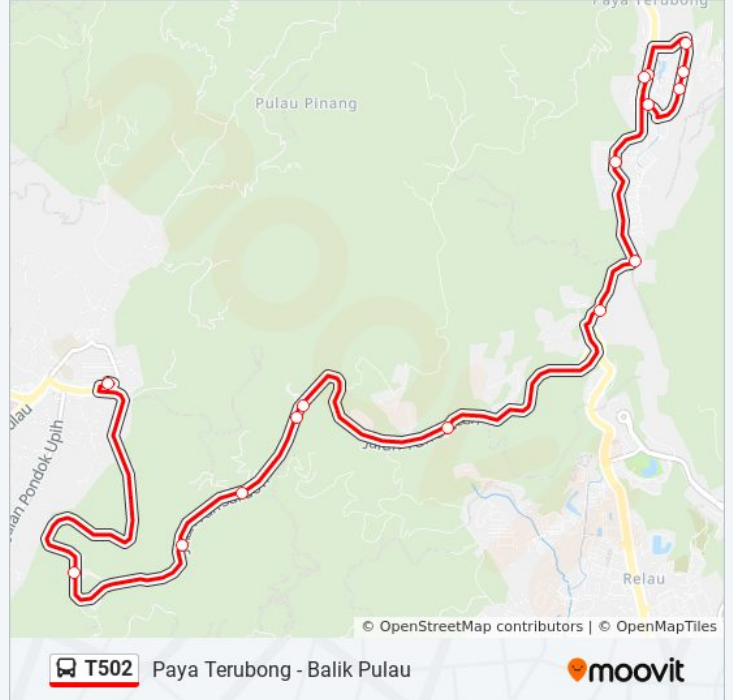 Paya Terubong
Pulau Pinang
Jalan Pondok Upih
Relau
© OpenStreetMap contributors | © OpenMapTiles
T502 Paya Terubong - Balik Pulau
moovit